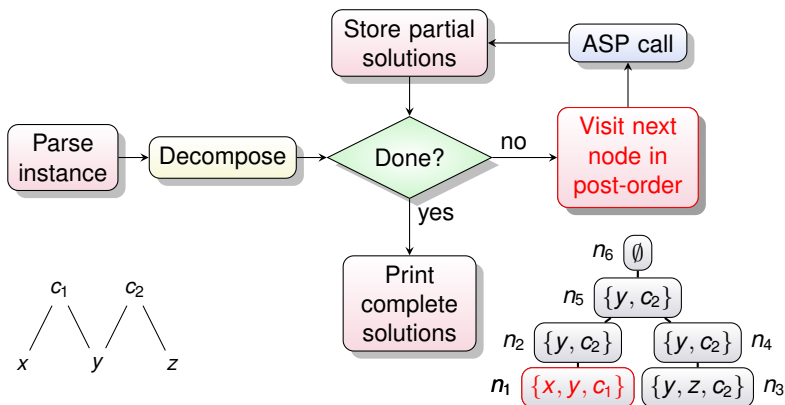 Store partial
solutions
ASP call
Parse
instance
Decompose
Done?
no
Visit next
node in
post-order
yes
Print
complete
solutions
c₁ c₂
x y z
n₆ ∅
n₅ {y, c₂}
n₂ {y, c₂} {y, c₂} n₄
n₁ {x, y, c₁} {y, z, c₂} n₃